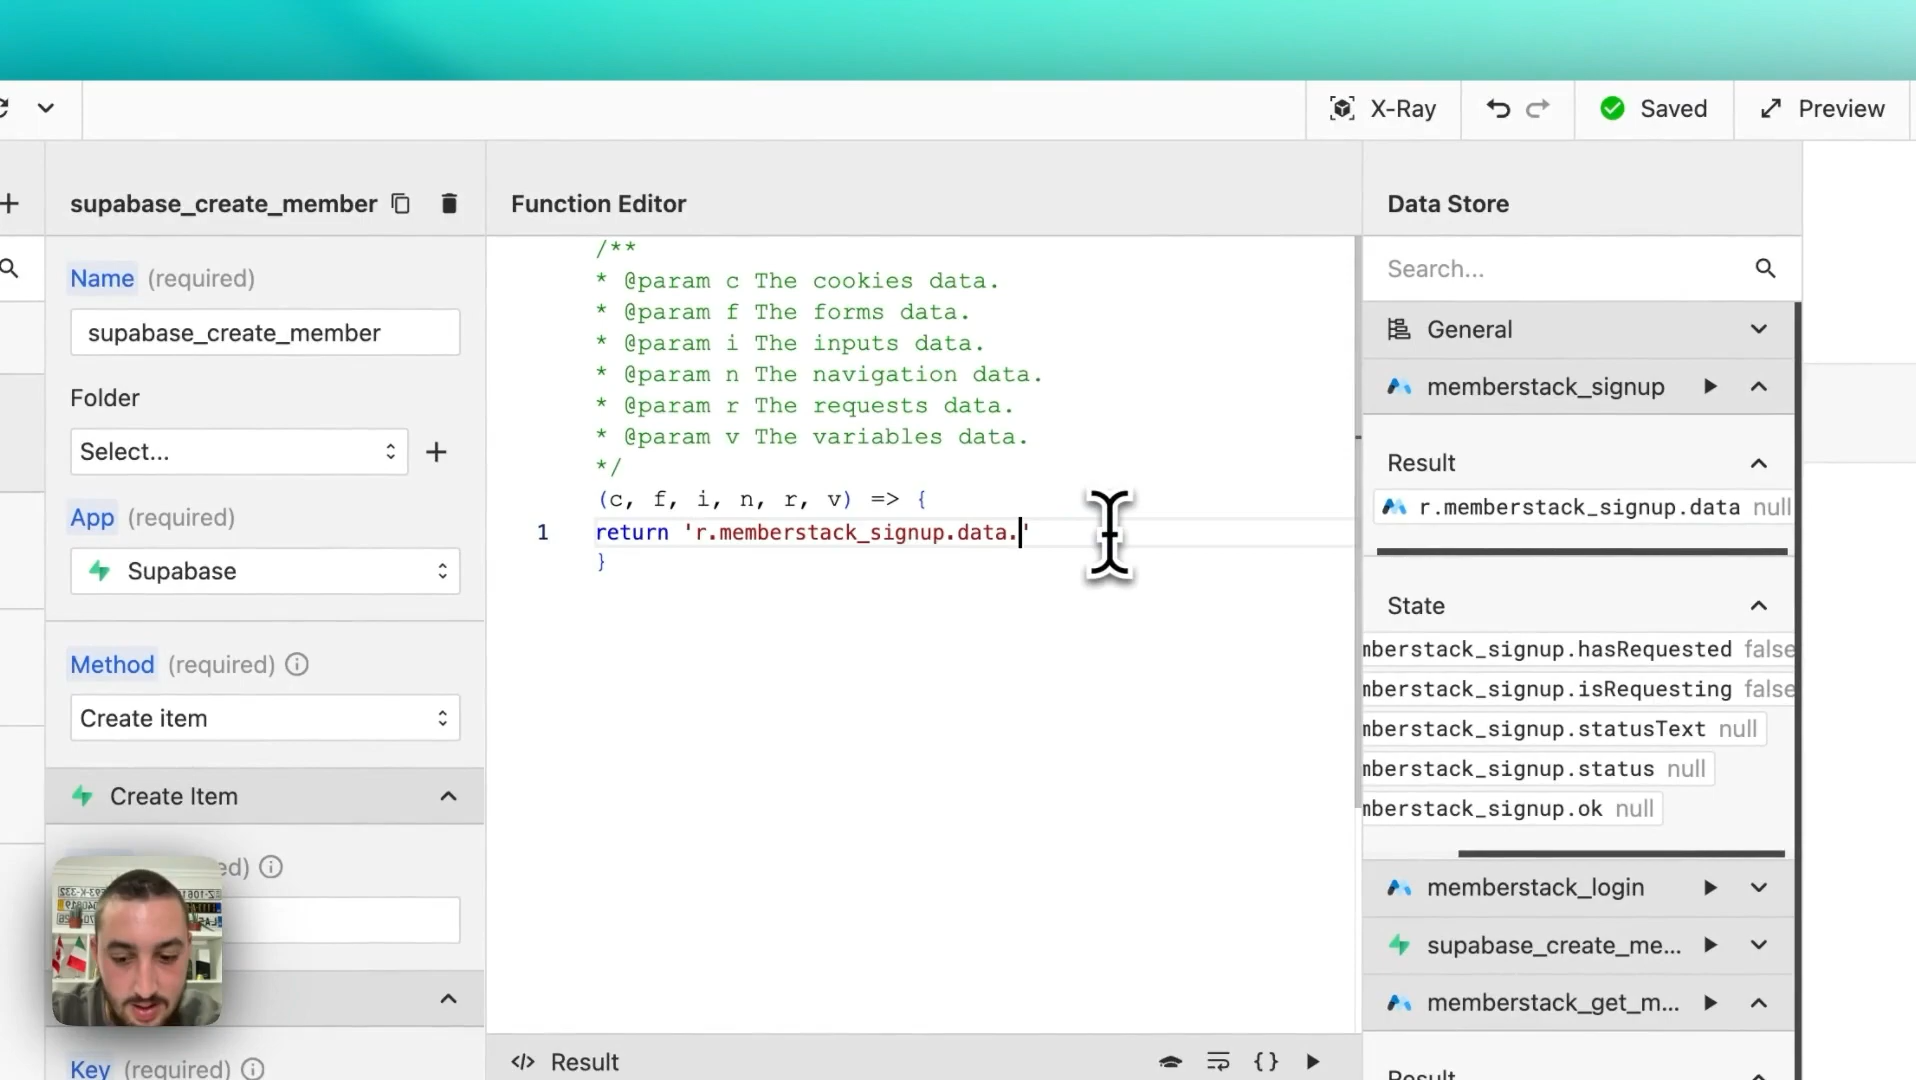 X-Ray
Saved
Preview
supabase_create_member
Function Editor
Data Store
Name (required)
supabase_create_member
Folder
Select...
App (required)
Supabase
Method (required)
Create item
Create Item
ed)
Key (required)
/**
* @param c The cookies data.
* @param f The forms data.
* @param i The inputs data.
* @param n The navigation data.
* @param r The requests data.
* @param v The variables data.
*/
(c, f, i, n, r, v) => {
1 return 'r.memberstack_signup.data.'
}
</> Result
Search...
General
memberstack_signup
Result
r.memberstack_signup.data null
State
mberstack_signup.hasRequested false
mberstack_signup.isRequesting false
mberstack_signup.statusText null
mberstack_signup.status null
mberstack_signup.ok null
memberstack_login
supabase_create_me...
memberstack_get_m...
Result